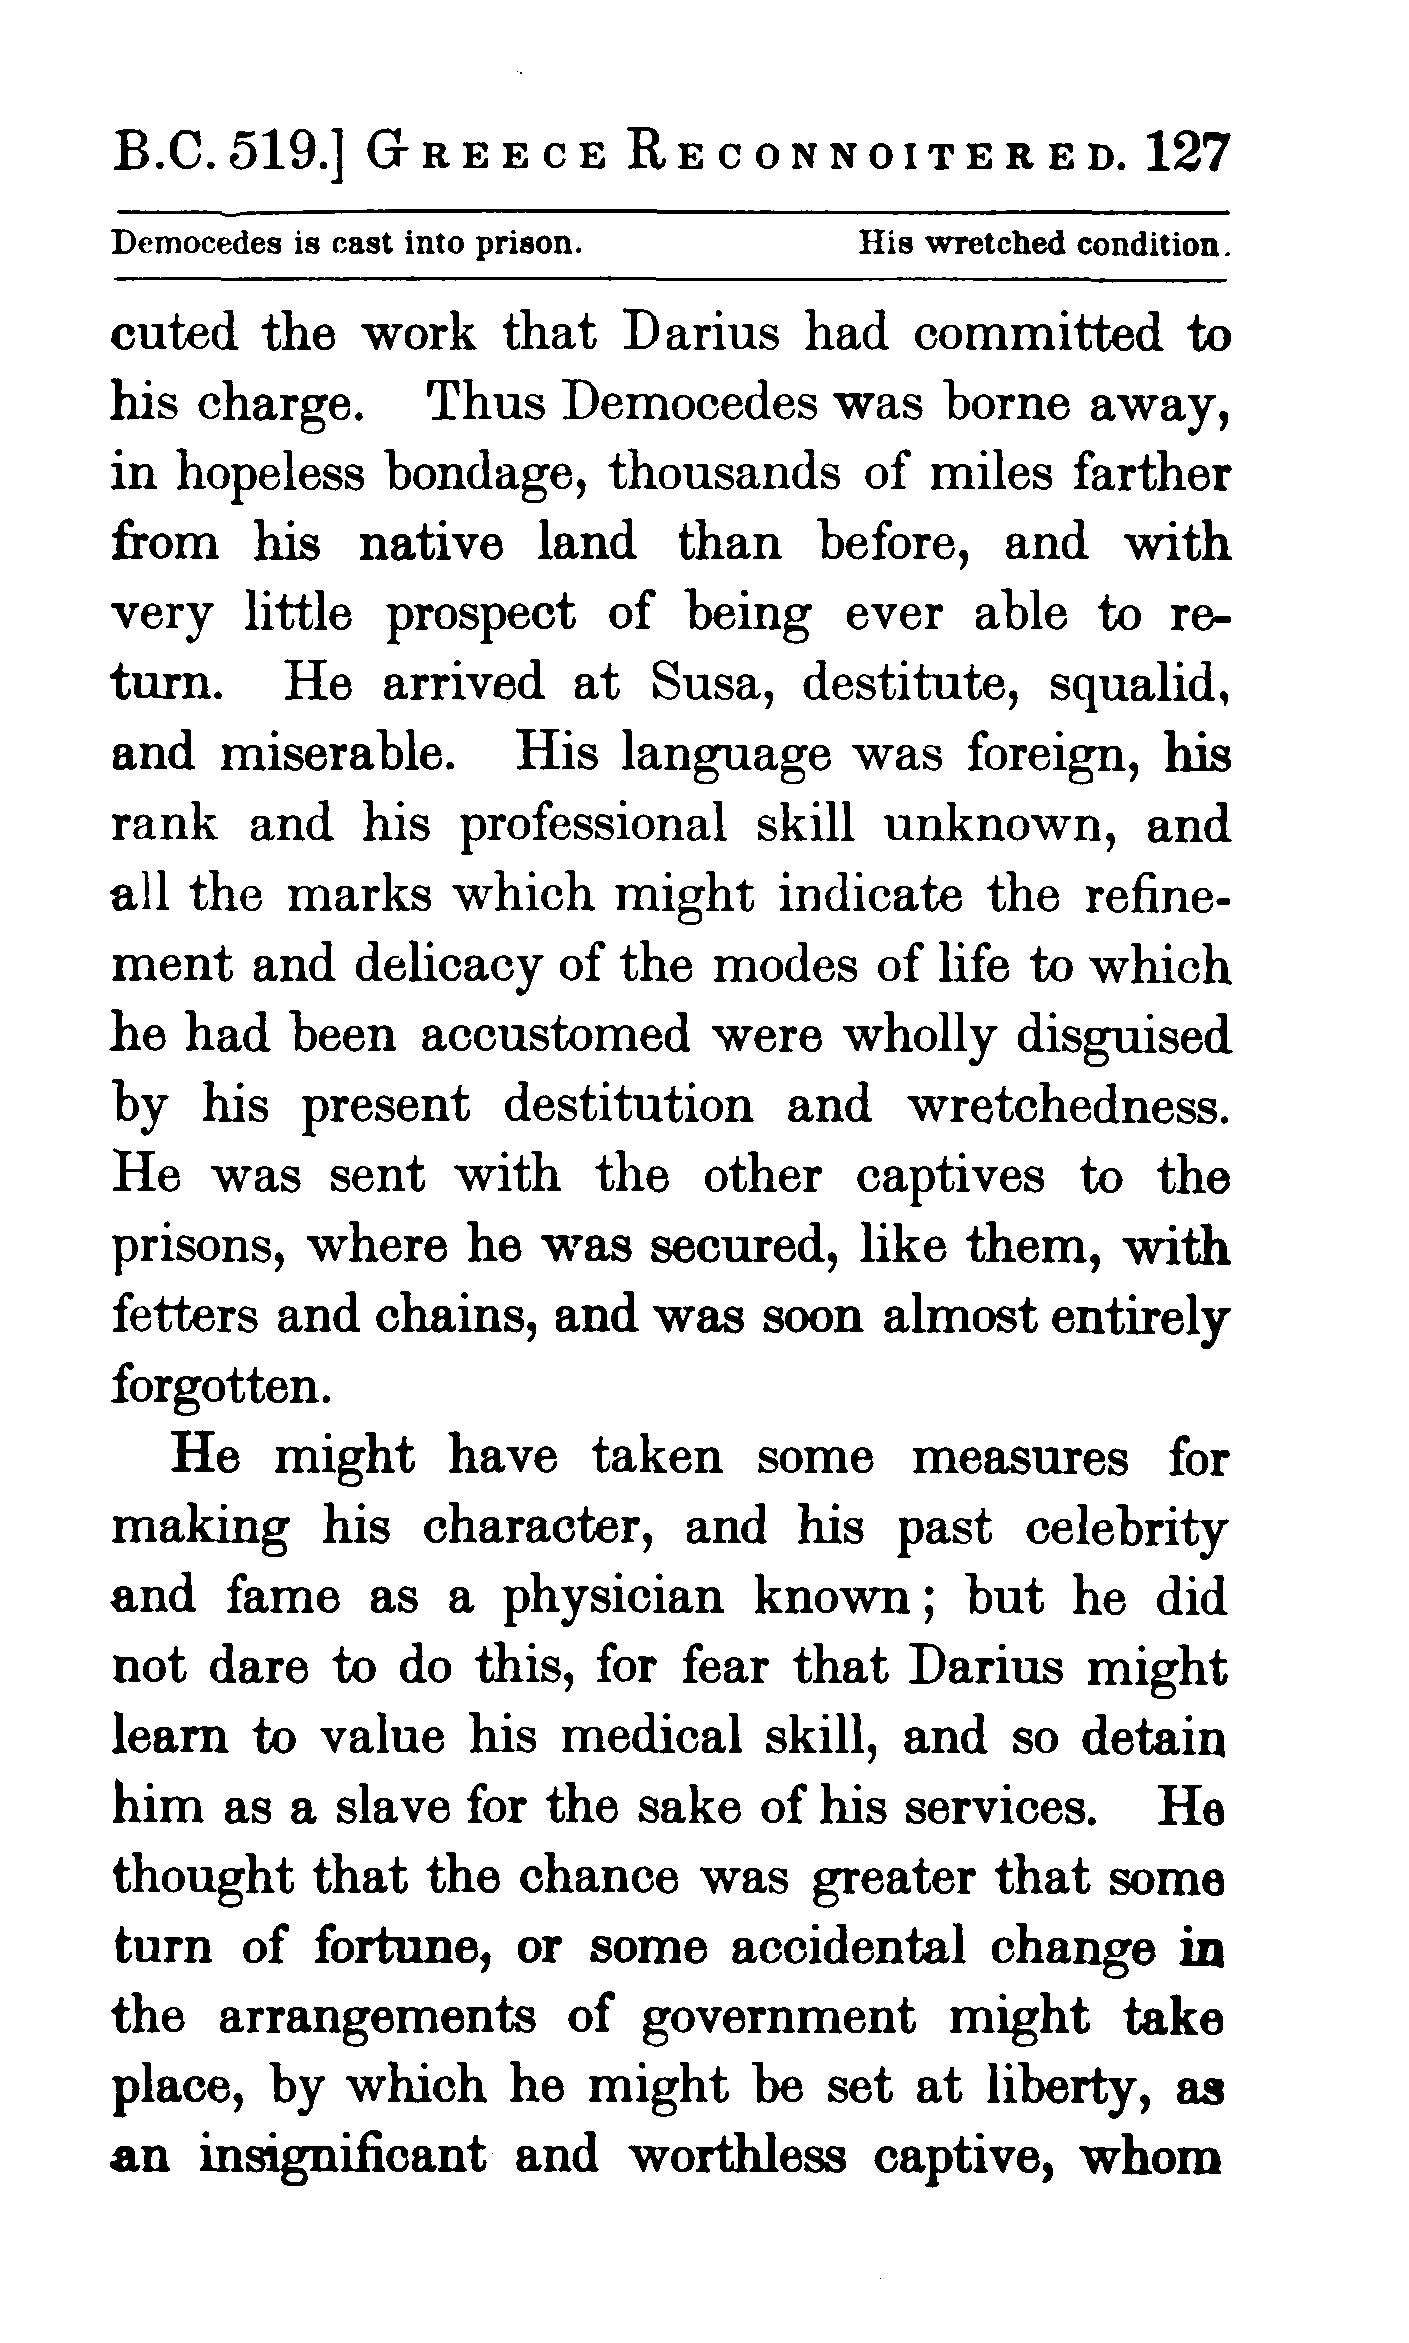 B.C. 519.] GREECE RECONNOITERED. 127
Democedes is cast into prison. His wretched condition.
cuted the work that Darius had committed to
his charge. Thus Democedes was borne away,
in hopeless bondage, thousands of miles farther
from his native land than before, and with
very little prospect of being ever able to re-
turn. He arrived at Susa, destitute, squalid,
and miserable. His language was foreign, his
rank and his professional skill unknown, and
all the marks which might indicate the refine-
ment and delicacy of the modes of life to which
he had been accustomed were wholly disguised
by his present destitution and wretchedness.
He was sent with the other captives to the
prisons, where he was secured, like them, with
fetters and chains, and was soon almost entirely
forgotten.
He might have taken some measures for
making his character, and his past celebrity
and fame as a physician known; but he did
not dare to do this, for fear that Darius might
learn to value his medical skill, and so detain
him as a slave for the sake of his services. He
thought that the chance was greater that some
turn of fortune, or some accidental change in
the arrangements of government might take
place, by which he might be set at liberty, as
an insignificant and worthless captive, whom